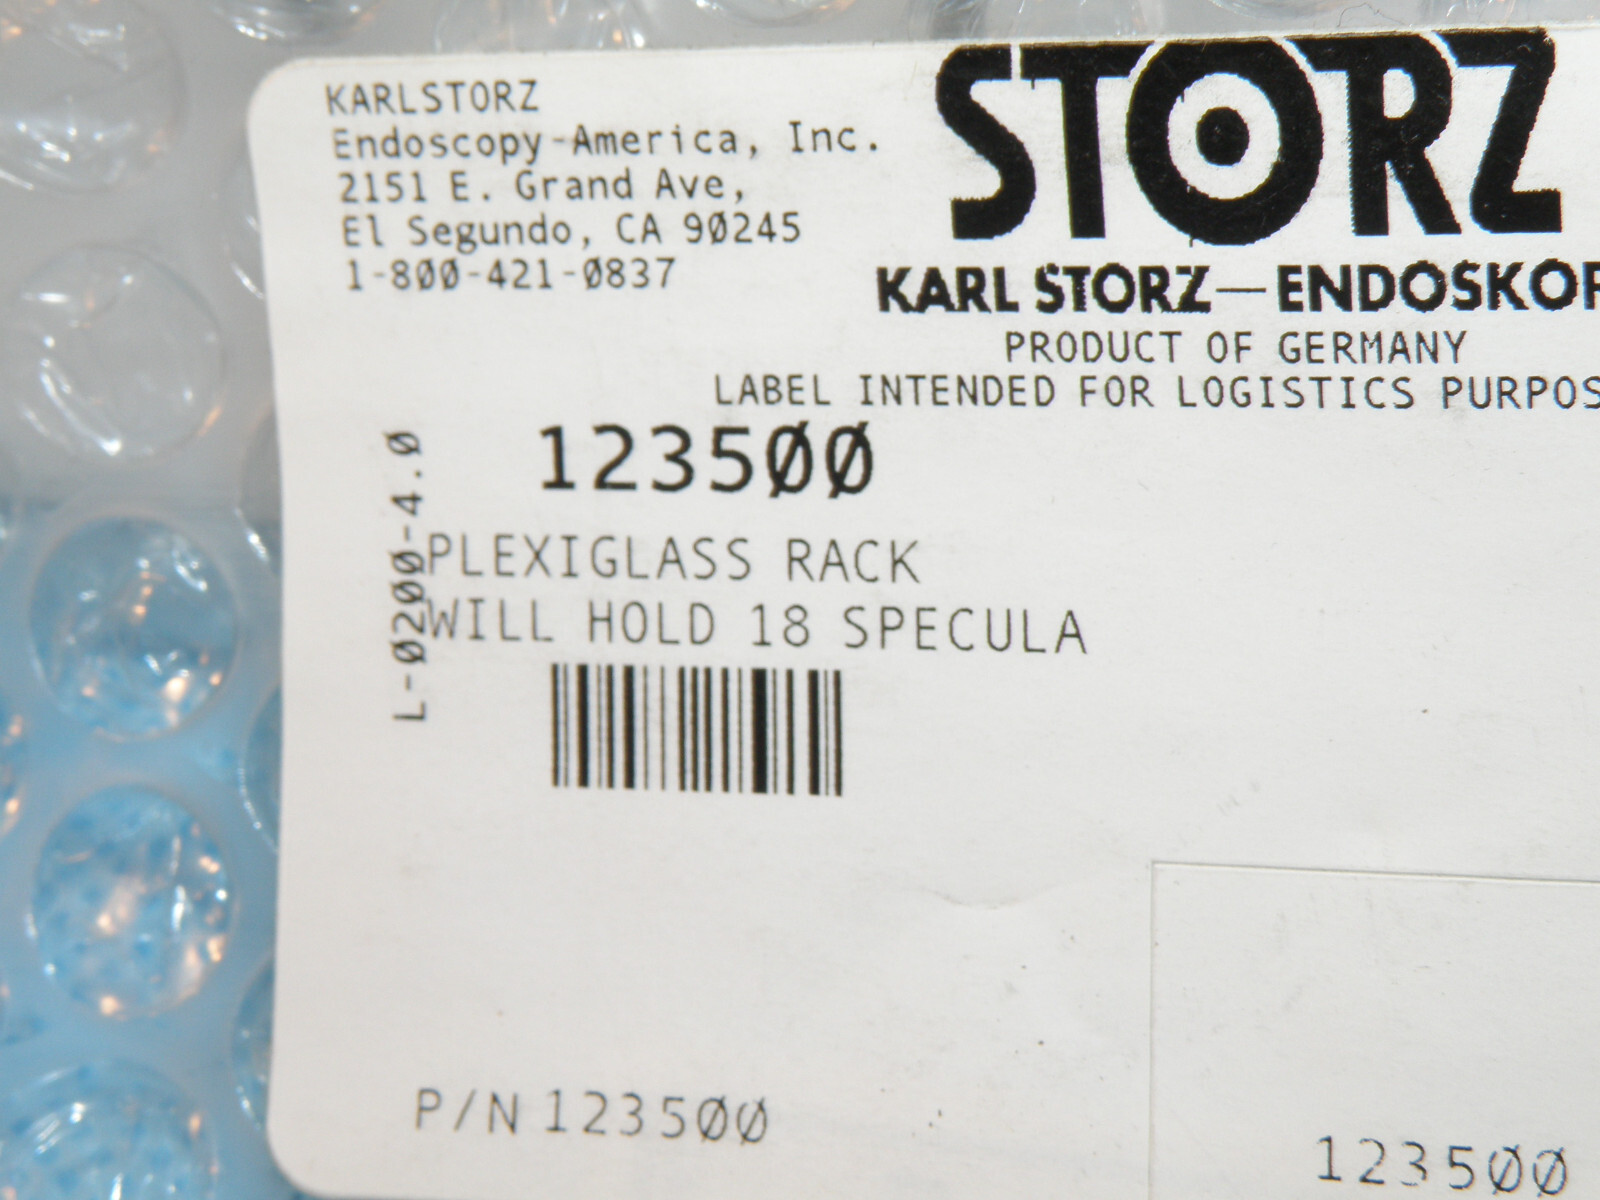 KARLSTORZ
Endoscopy-America, Inc.
2151 E. Grand Ave,
El Segundo, CA 90245
1-800-421-0837
STORZ
KARL STORZ—ENDOSKOP
PRODUCT OF GERMANY
LABEL INTENDED FOR LOGISTICS PURPOS
123500
L-0200-4.0
PLEXIGLASS RACK
WILL HOLD 18 SPECULA
P/N 123500
123500